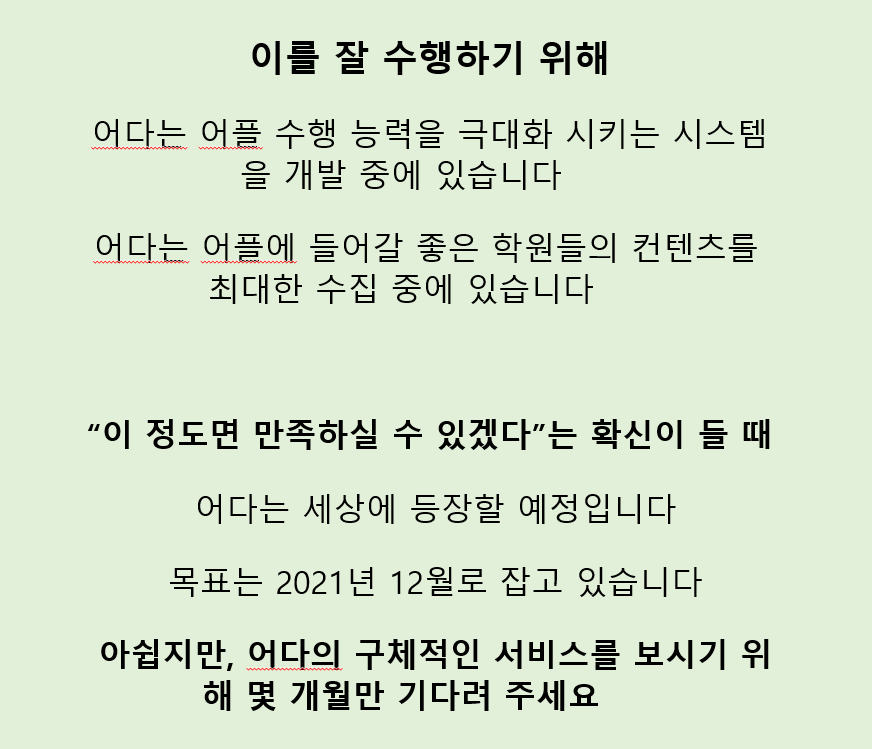 이를 잘 수행하기 위해
어다는 어플 수행 능력을 극대화 시키는 시스템
을 개발 중에 있습니다
어다는 어플에 들어갈 좋은 학원들의 컨텐츠를
최대한 수집 중에 있습니다
“이 정도면 만족하실 수 있겠다”는 확신이 들 때
어다는 세상에 등장할 예정입니다
목표는 2021년 12월로 잡고 있습니다
아쉽지만, 어다의 구체적인 서비스를 보시기 위
해 몇 개월만 기다려 주세요